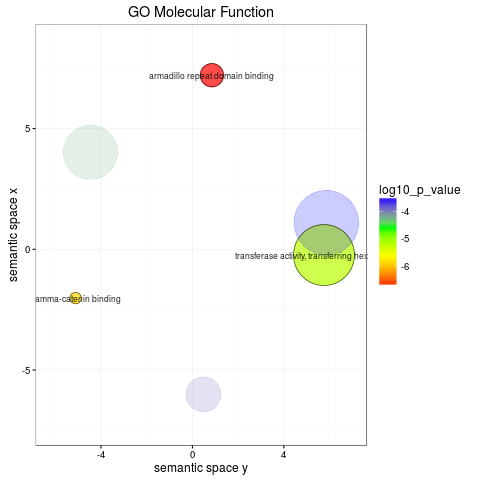 GO Molecular Function
armadillo repeat domain binding
transferase activity, transferring hex
amma-catenin binding
semantic space x
5
0
-5
-4
0
4
semantic space y
log10_p_value
-4
-5
-6